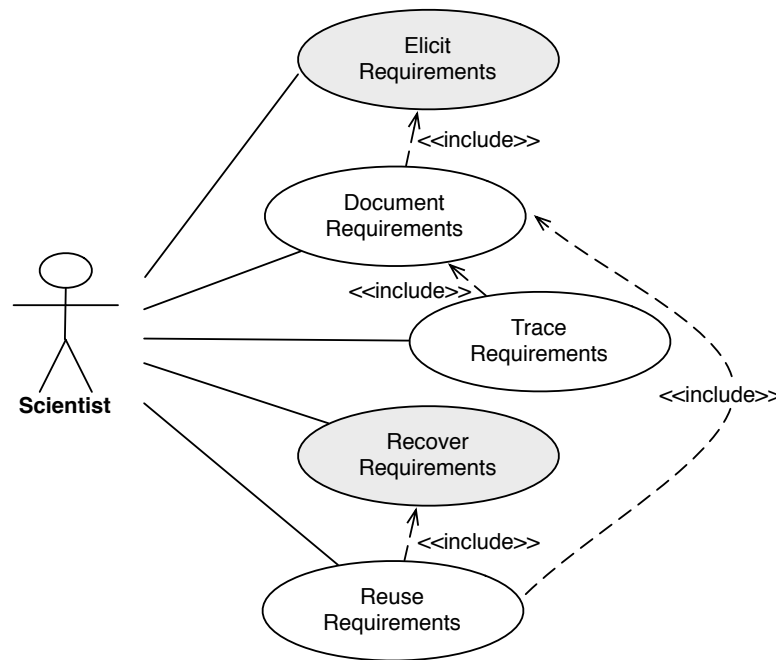 Elicit
Requirements
<<include>>
Document
Requirements
<<include>>
Trace
Requirements
<<include>>
Scientist
Recover
Requirements
<<include>>
Reuse
Requirements